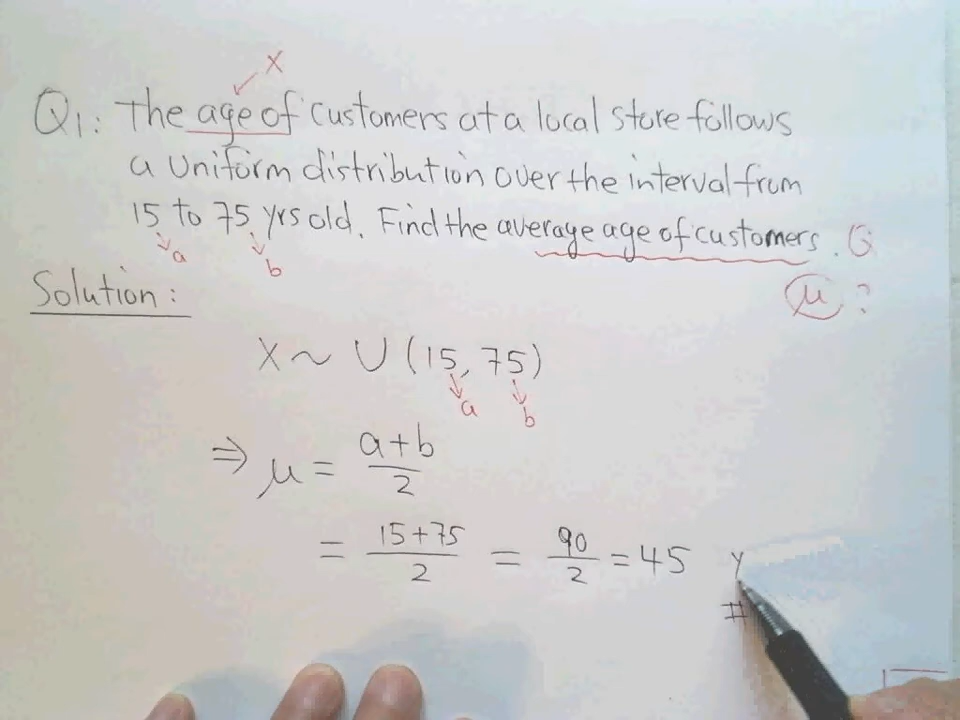 X
Q1: The age of customers at a local store follows
a uniform distribution over the interval from
15 to 75 yrs old. Find the average age of customers.
a
b
μ ?
Solution:
X ~ U (15, 75)
a
b
⇒ μ = a+b / 2
= 15+75 / 2 = 90 / 2 = 45 y
#